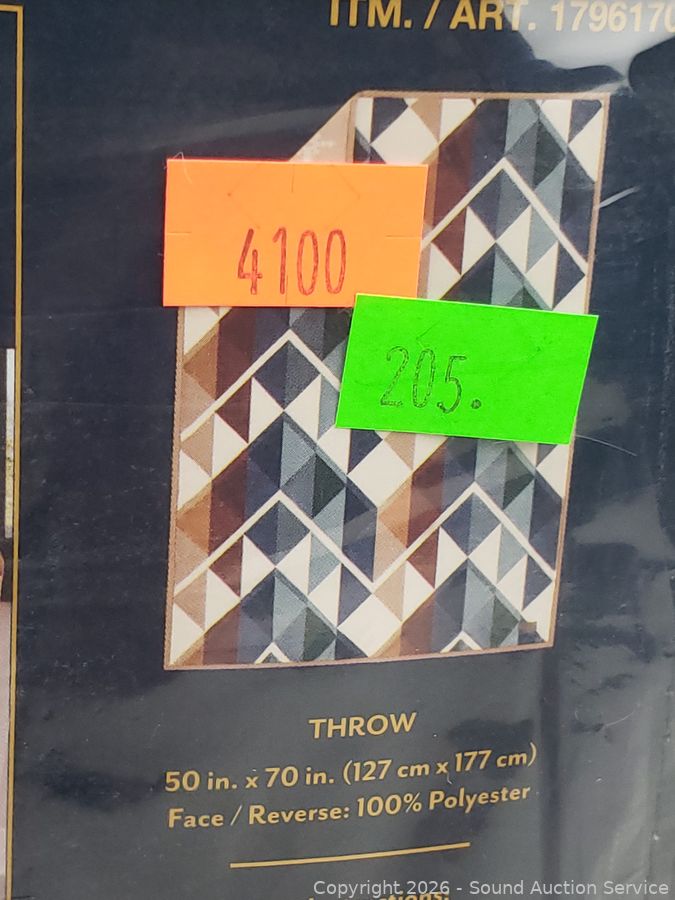 ITM. / ART. 1796170
4100
205.
THROW
50 in. x 70 in. (127 cm x 177 cm)
Face / Reverse: 100% Polyester
Copyright 2026 - Sound Auction Service